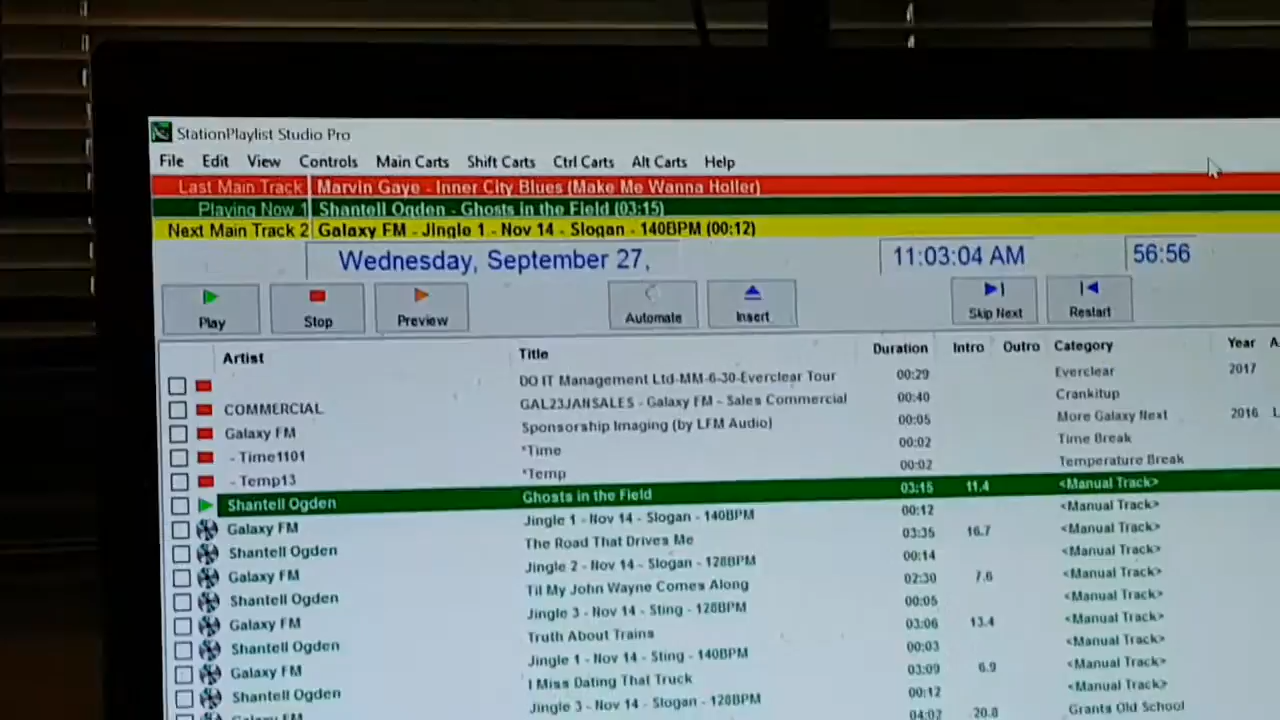 StationPlaylist Studio Pro
File Edit View Controls Main Carts Shift Carts Ctrl Carts Alt Carts Help
Last Main Track Marvin Gaye - Inner City Blues (Make Me Wanna Holler)
Playing Now 1 Shantell Ogden - Ghosts in the Field (03:15)
Next Main Track 2 Galaxy FM - Jingle 1 - Nov 14 - Slogan - 140BPM (00:12)
Wednesday, September 27, 11:03:04 AM 56:56
Play Stop Preview Automate Insert Skip Next Restart
Artist Title Duration Intro Outro Category Year A
DO IT Management Ltd-MM-6-30-Everclear Tour 00:29 Everclear 2017
COMMERCIAL GAL23JANSALES - Galaxy FM - Sales Commercial 00:40 Crankitup
Galaxy FM Sponsorship Imaging (by LFM Audio) 00:05 More Galaxy Next 2016 L
- Time1101 *Time 00:02 Time Break
- Temp13 *Temp 00:02 Temperature Break
Shantell Ogden Ghosts in the Field 03:15 11.4 <Manual Track>
Galaxy FM Jingle 1 - Nov 14 - Slogan - 140BPM 00:12 <Manual Track>
Shantell Ogden The Road That Drives Me 03:35 16.7 <Manual Track>
Galaxy FM Jingle 2 - Nov 14 - Slogan - 128BPM 00:14 <Manual Track>
Shantell Ogden Til My John Wayne Comes Along 02:30 7.6 <Manual Track>
Galaxy FM Jingle 3 - Nov 14 - Sting - 128BPM 00:05 <Manual Track>
Shantell Ogden Truth About Trains 03:06 13.4 <Manual Track>
Galaxy FM Jingle 1 - Nov 14 - Sting - 140BPM 00:03 <Manual Track>
Shantell Ogden I Miss Dating That Truck 03:09 6.9 <Manual Track>
Galaxy FM Jingle 3 - Nov 14 - Slogan - 128BPM 00:12 <Manual Track>
04:02 20.8 Grants Old School